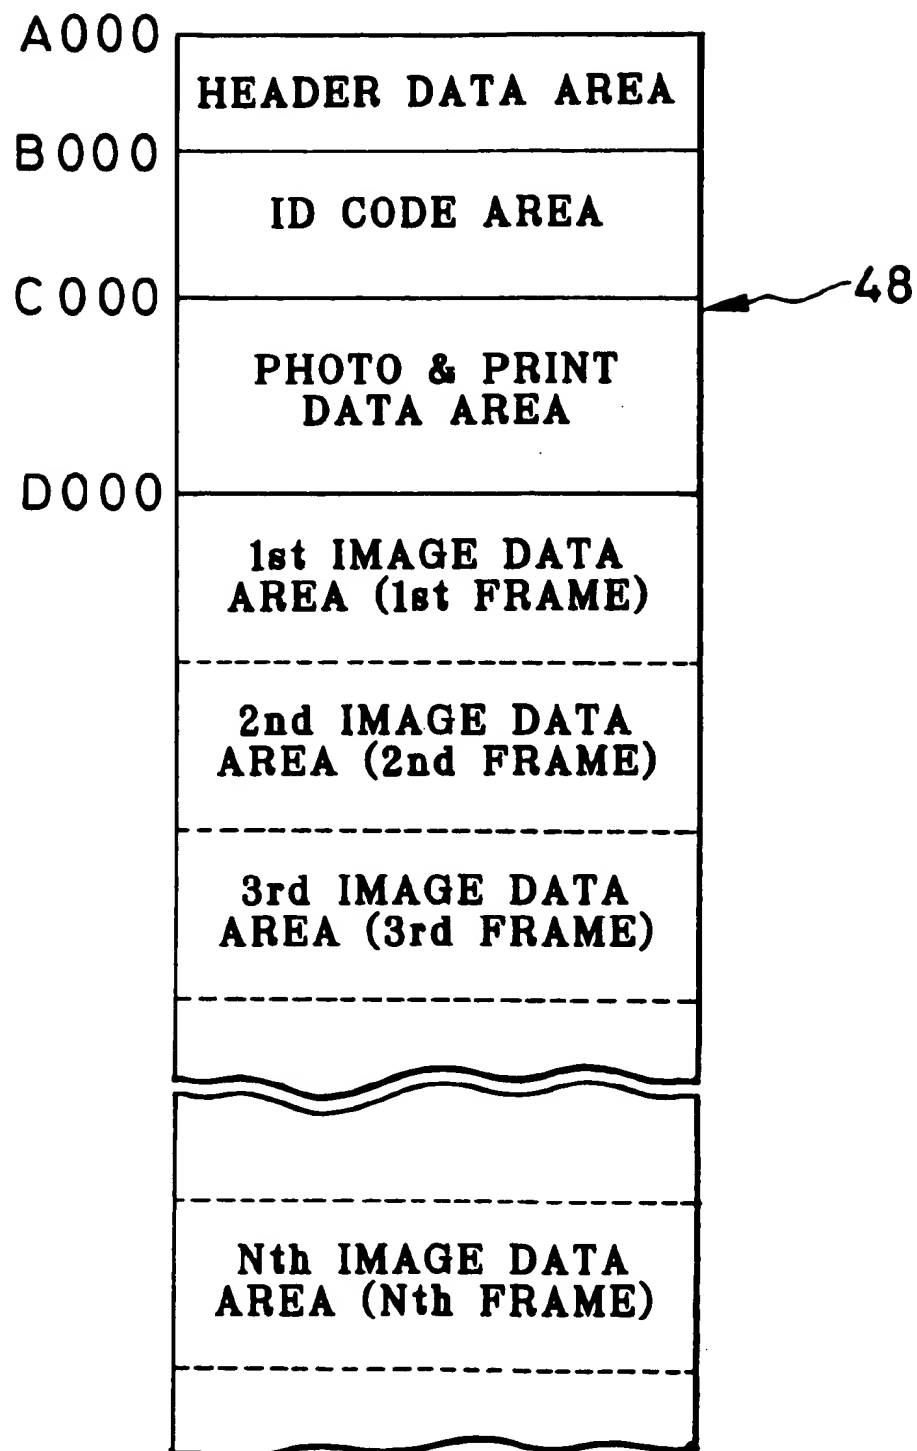 A000
HEADER DATA AREA
B000
ID CODE AREA
C000
48
PHOTO & PRINT
DATA AREA
D000
1st IMAGE DATA
AREA (1st FRAME)
2nd IMAGE DATA
AREA (2nd FRAME)
3rd IMAGE DATA
AREA (3rd FRAME)
Nth IMAGE DATA
AREA (Nth FRAME)